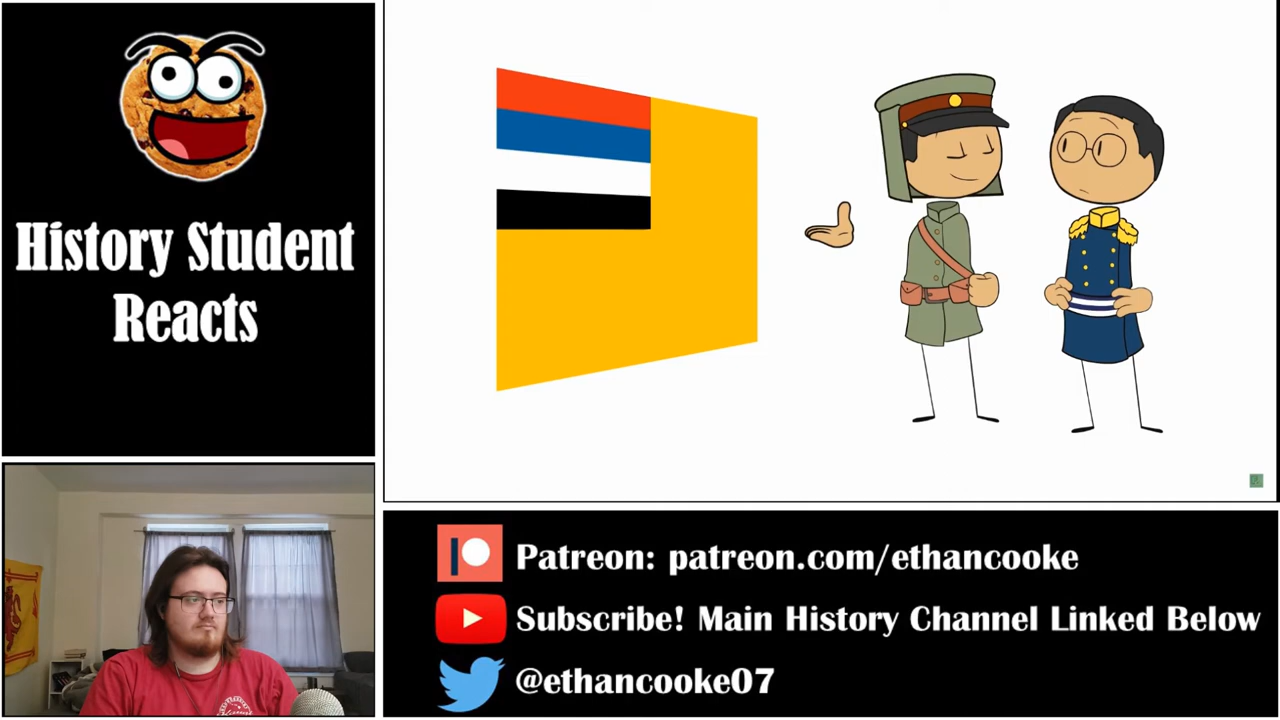 History Student
Reacts
Patreon: patreon.com/ethancooke
Subscribe! Main History Channel Linked Below
@ethancooke07